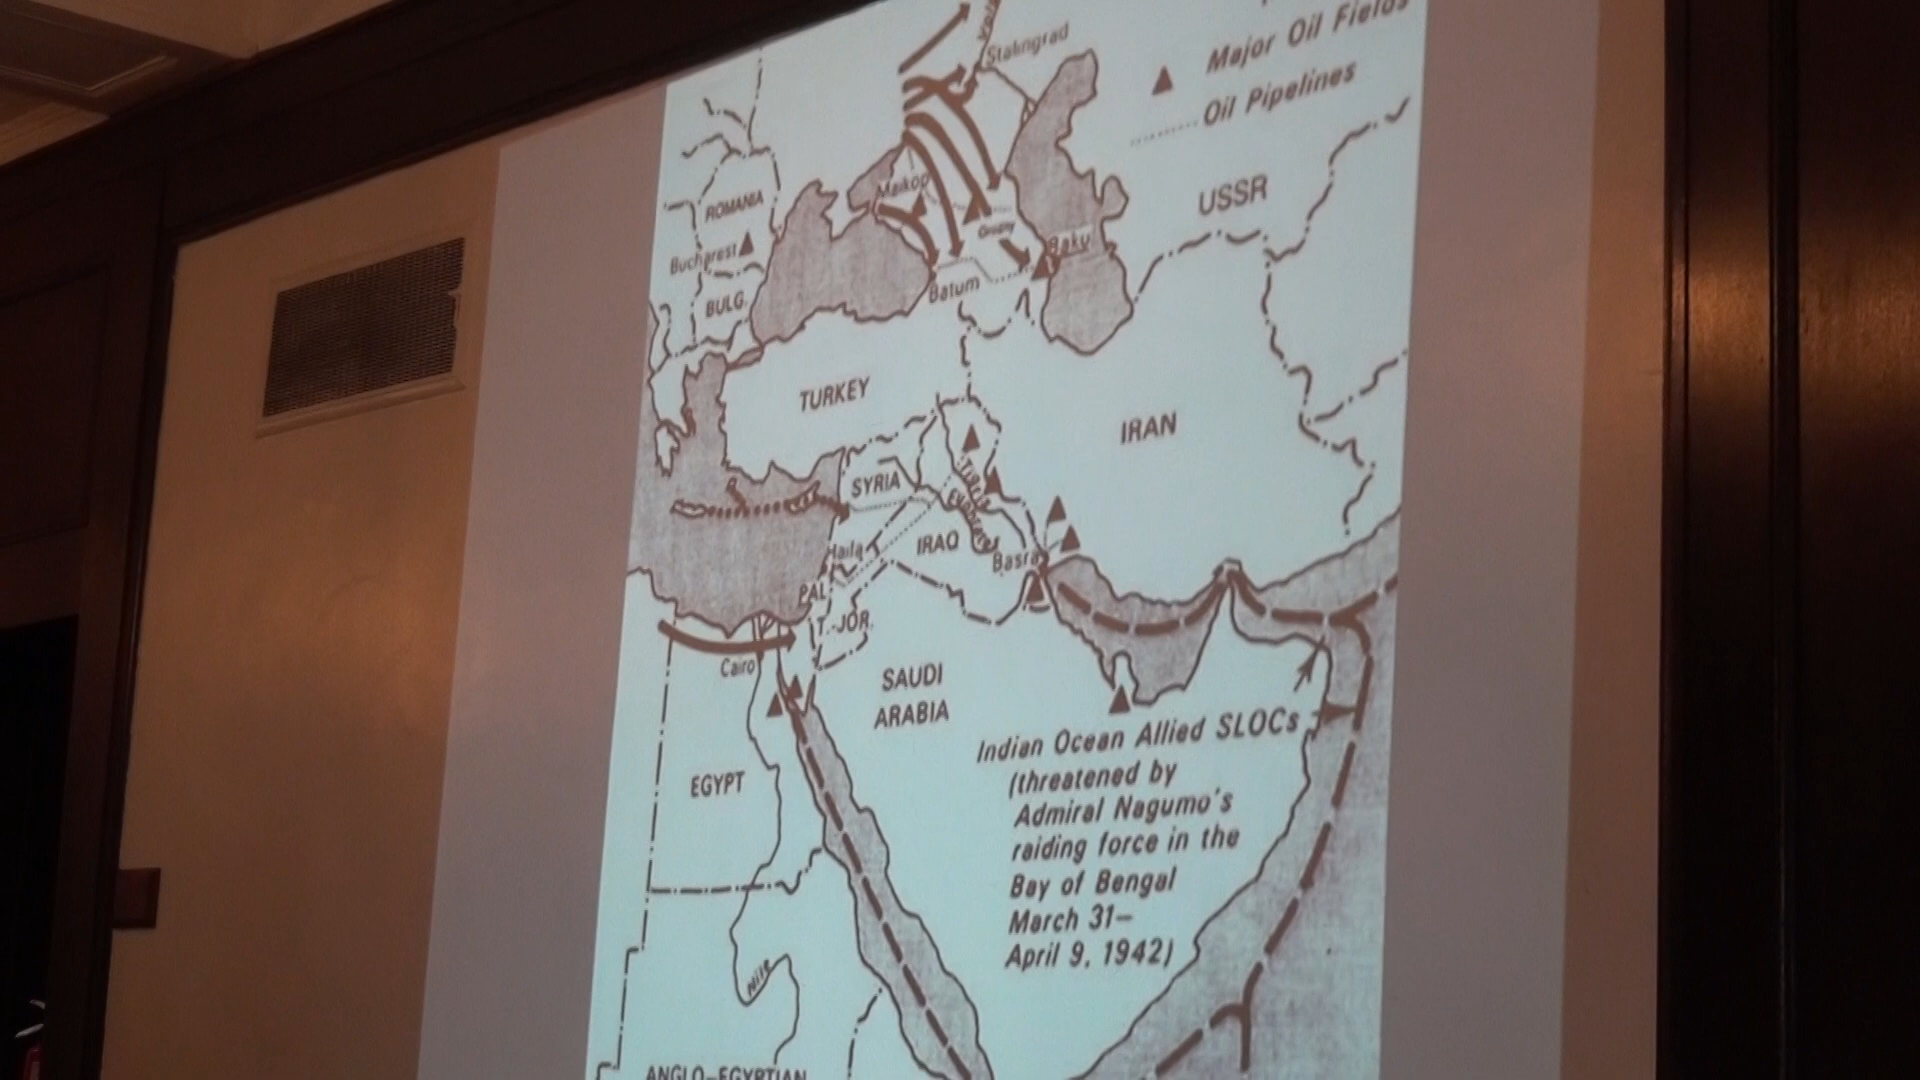 Stalingrad
Major Oil Fields
Oil Pipelines
Maikop
USSR
ROMANIA
Bucharest
Grozny
Baku
BULG.
Batum
TURKEY
IRAN
SYRIA
IRAQ
Haifa
Basra
PAL.
T.-JOR.
Cairo
SAUDI
ARABIA
EGYPT
Indian Ocean Allied SLOCs
(threatened by
Admiral Nagumo's
raiding force in the
Bay of Bengal
March 31–
April 9, 1942)
Nile
ANGLO-EGYPTIAN